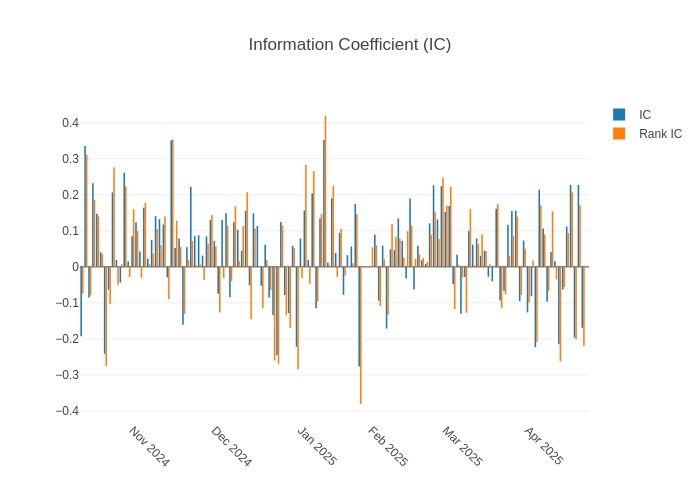 Information Coefficient (IC)
IC
Rank IC
0.4
0.3
0.2
0.1
0
−0.1
−0.2
−0.3
−0.4
Nov 2024
Dec 2024
Jan 2025
Feb 2025
Mar 2025
Apr 2025